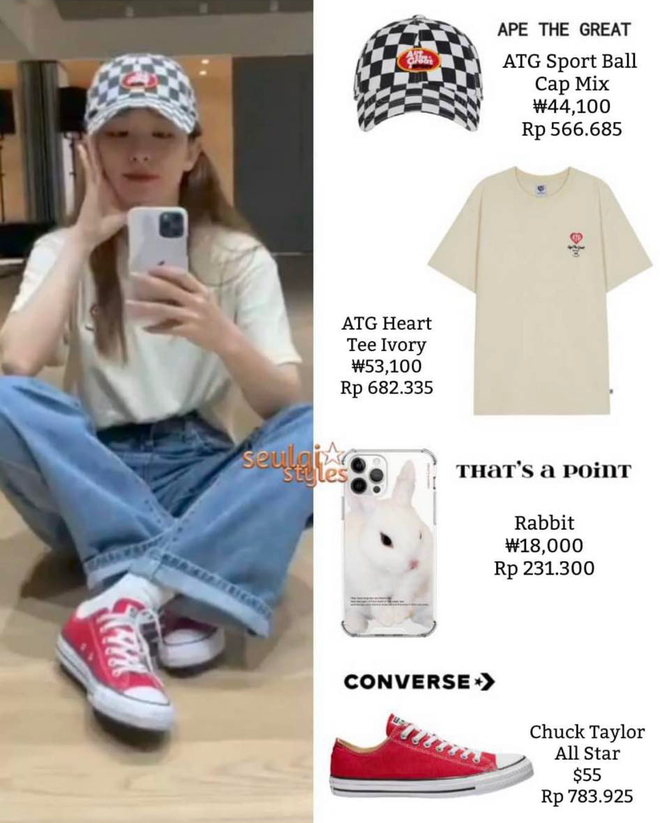 APE THE GREAT
ATG Sport Ball
Cap Mix
₩44,100
Rp 566.685
ATG Heart
Tee Ivory
₩53,100
Rp 682.335
seulgi☆
styles
THAT'S A POINT
Rabbit
₩18,000
Rp 231.300
CONVERSE
Chuck Taylor
All Star
$55
Rp 783.925